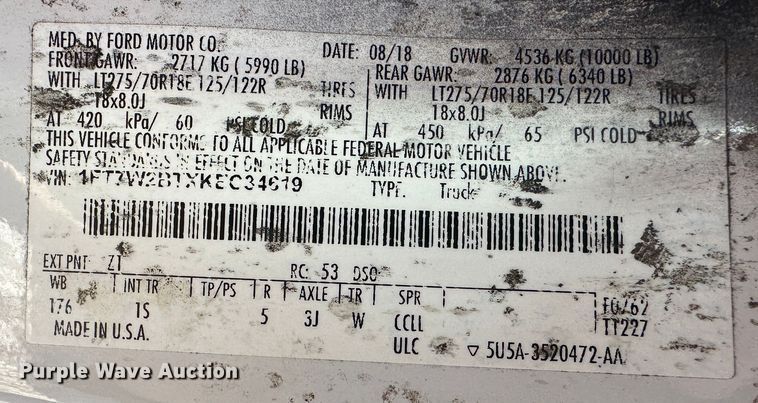 MFD. BY FORD MOTOR CO.
DATE: 08/18 GVWR: 4536 KG (10000 LB)
FRONT GAWR: 2717 KG (5990 LB) REAR GAWR: 2876 KG (6340 LB)
WITH LT275/70R18E 125/122R TIRES WITH LT275/70R18E 125/122R TIRES
18x8.0J RIMS 18x8.0J RIMS
AT 420 kPa/ 60 PSI COLD AT 450 kPa/ 65 PSI COLD
THIS VEHICLE CONFORMS TO ALL APPLICABLE FEDERAL MOTOR VEHICLE
SAFETY STANDARDS IN EFFECT ON THE DATE OF MANUFACTURE SHOWN ABOVE.
VIN: 1FT7W2BTXKEC34619 TYPE: Truck
EXT PNT: Z1 RC: 53 DSO:
WB INT TR TP/PS R AXLE TR SPR
176 1S 5 3J W CCLL
MADE IN U.S.A. ULC
TT227
5U5A-3520472-AA
Purple Wave Auction